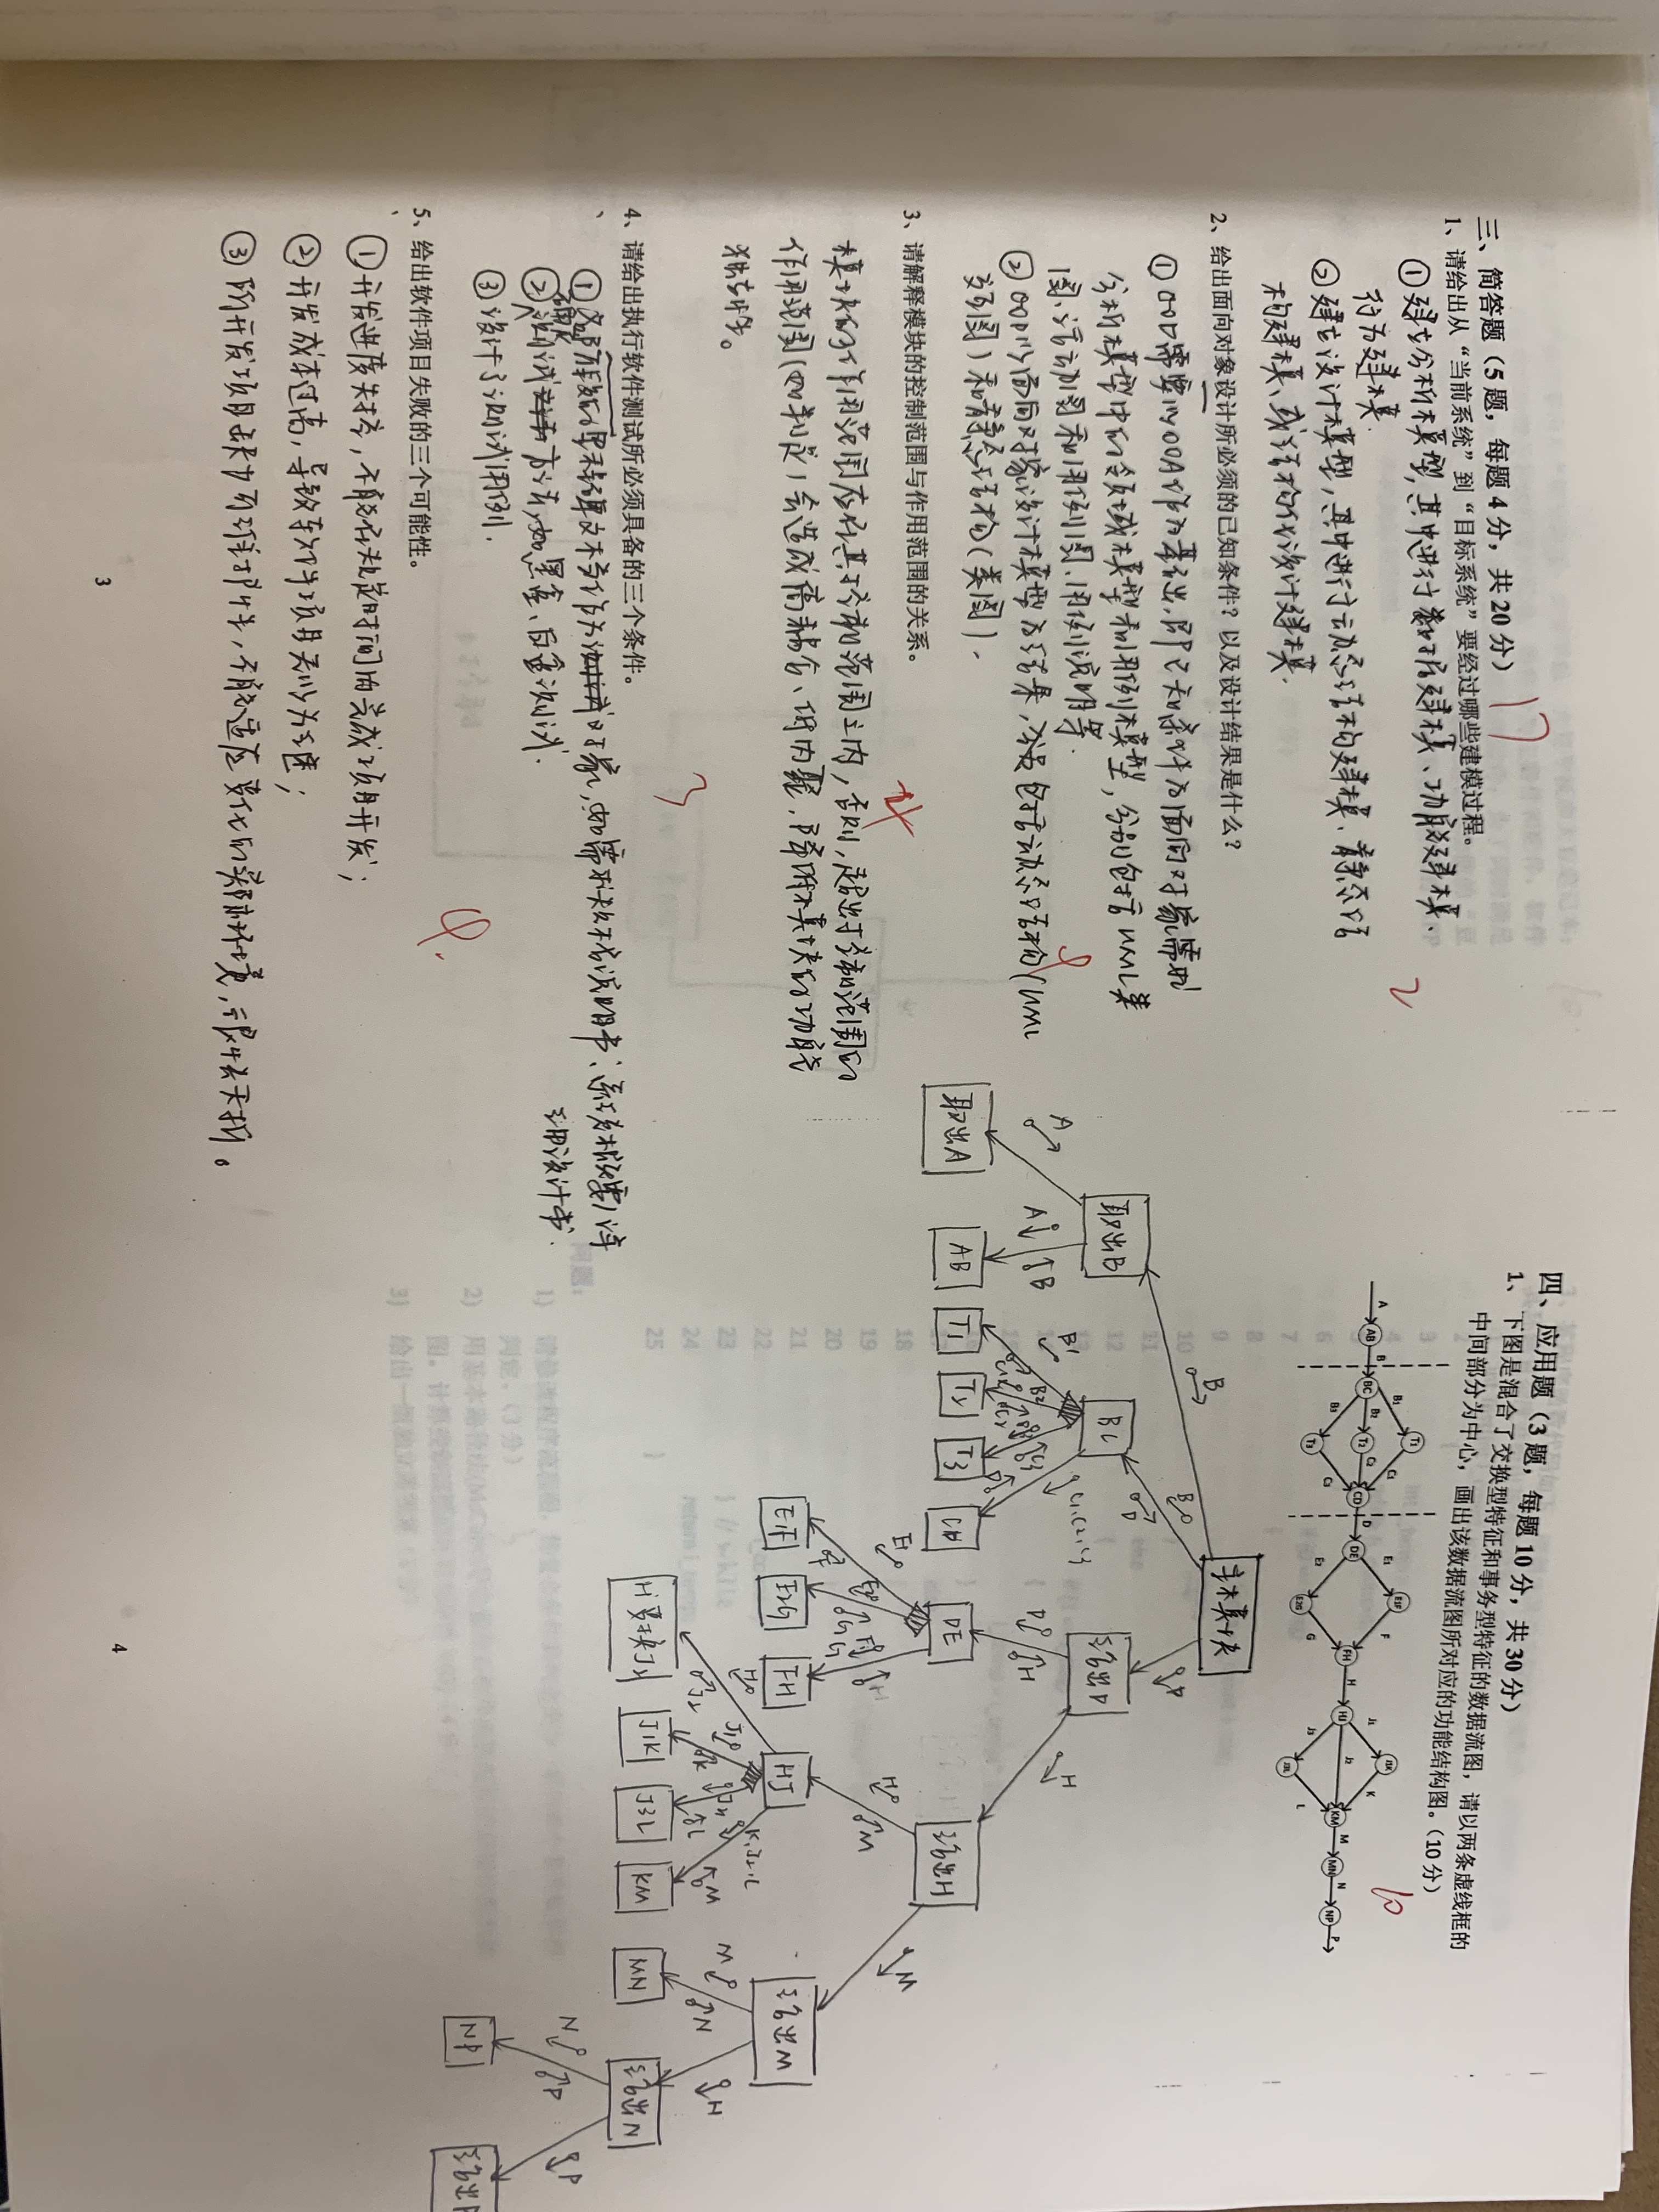 三、简答题（5题，每题4分，共20分） 17
1、请给出从“当前系统”到“目标系统”要经过哪些建模过程。
①建立分析模型，其中进行数据建模、功能建模、
行为建模.
2
②建立设计模型，其中进行动态结构建模、静态结
构建模、或结构化设计建模.
2、给出面向对象设计所必须的已知条件？以及设计结果是什么？
①OOD需要以OOA作为基础,即已知条件为面向对象需求
分析模型中的领域模型和用例模型，分别包括UML类
图、活动图和用例图、用例说明等.
②OOD以面向对象设计模型为结果，分别包括动态结构（UML
交互图）和静态结构（类图）.
3、请解释模块的控制范围与作用范围的关系。
4
模块的作用范围应在其控制范围之内，否则，超出控制范围的
作用范围(如判定)会造成高耦合、低内聚，降低模块的功能
独立性。
3
4、请给出执行软件测试所必须具备的三个条件。
①各阶段的里程碑文档作为对象，如需求规格说明书；系统概要/详
细设计书.
②确定测试方法，如黑盒、白盒测试.
③设计了测试用例.
4.
5、给出软件项目失败的三个可能性。
①开发进度失控，不能在规定时间内完成项目开发；
②开发成本过高，导致软件项目无以为继；
③所开发项目缺少可维护性，不能适应变化的实际环境，很快夭折。
3
四、应用题（3题，每题10分，共30分）
1、下图是混合了交换型特征和事务型特征的数据流图，请以两条虚线框的
中间部分为中心，画出该数据流图所对应的功能结构图。（10分）
10
T1 E1F J1K
B1 C1 E1 F J1 K
A AB B BC B2 T2 C2 CD D DE FH H HJ J2 KM M MN N NP P
B3 C3 E2 G J3 L
T3 E2G J3L
主模块
B B D P
取出B BC 给出D
A A B B1 C1,C2,C3 D H H
取出A AB T1 T2 T3 CD DE 给出H
E1 F E2 G F G H H M M
E1F E2G FH HJ 给出M
H J2 J1 K J3 L K,J2,L M M N N
H变换J2 J1K J3L KM MN 给出N
N P P
NP 给出P
4